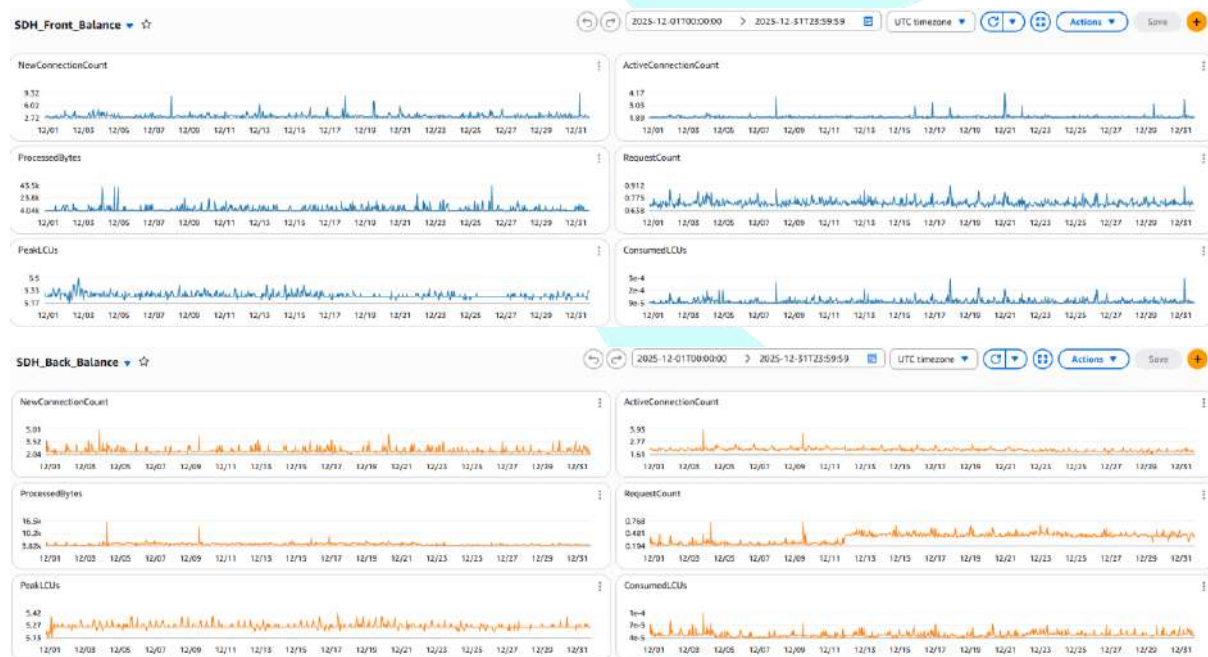 SDH_Front_Balance
2025-12-01T00:00:00 > 2025-12-31T23:59:59
UTC timezone
Actions
Save
NewConnectionCount
9.32
6.02
2.72
12/01 12/03 12/05 12/07 12/09 12/11 12/13 12/15 12/17 12/19 12/21 12/23 12/25 12/27 12/29 12/31
ActiveConnectionCount
4.17
3.03
1.89
12/01 12/03 12/05 12/07 12/09 12/11 12/13 12/15 12/17 12/19 12/21 12/23 12/25 12/27 12/29 12/31
ProcessedBytes
43.5k
23.8k
4.04k
12/01 12/03 12/05 12/07 12/09 12/11 12/13 12/15 12/17 12/19 12/21 12/23 12/25 12/27 12/29 12/31
RequestCount
0.912
0.775
0.658
12/01 12/03 12/05 12/07 12/09 12/11 12/13 12/15 12/17 12/19 12/21 12/23 12/25 12/27 12/29 12/31
PeakLCUs
5.5
5.33
5.17
12/01 12/03 12/05 12/07 12/09 12/11 12/13 12/15 12/17 12/19 12/21 12/23 12/25 12/27 12/29 12/31
ConsumedLCUs
3e-4
2e-4
9e-5
12/01 12/03 12/05 12/07 12/09 12/11 12/13 12/15 12/17 12/19 12/21 12/23 12/25 12/27 12/29 12/31
SDH_Back_Balance
2025-12-01T00:00:00 > 2025-12-31T23:59:59
UTC timezone
Actions
Save
NewConnectionCount
5.01
3.52
2.04
12/01 12/03 12/05 12/07 12/09 12/11 12/13 12/15 12/17 12/19 12/21 12/23 12/25 12/27 12/29 12/31
ActiveConnectionCount
2.77
12/01 12/03 12/05 12/07 12/09 12/11 12/13 12/15 12/17 12/19 12/21 12/23 12/25 12/27 12/29 12/31
ProcessedBytes
16.5k
10.2k
3.82k
12/01 12/03 12/05 12/07 12/09 12/11 12/13 12/15 12/17 12/19 12/21 12/23 12/25 12/27 12/29 12/31
RequestCount
0.768
0.481
0.194
12/01 12/03 12/05 12/07 12/09 12/11 12/13 12/15 12/17 12/19 12/21 12/23 12/25 12/27 12/29 12/31
PeakLCUs
5.42
5.27
5.13
12/01 12/03 12/05 12/07 12/09 12/11 12/13 12/15 12/17 12/19 12/21 12/23 12/25 12/27 12/29 12/31
ConsumedLCUs
1e-4
7e-5
4e-5
12/01 12/03 12/05 12/07 12/09 12/11 12/13 12/15 12/17 12/19 12/21 12/23 12/25 12/27 12/29 12/31